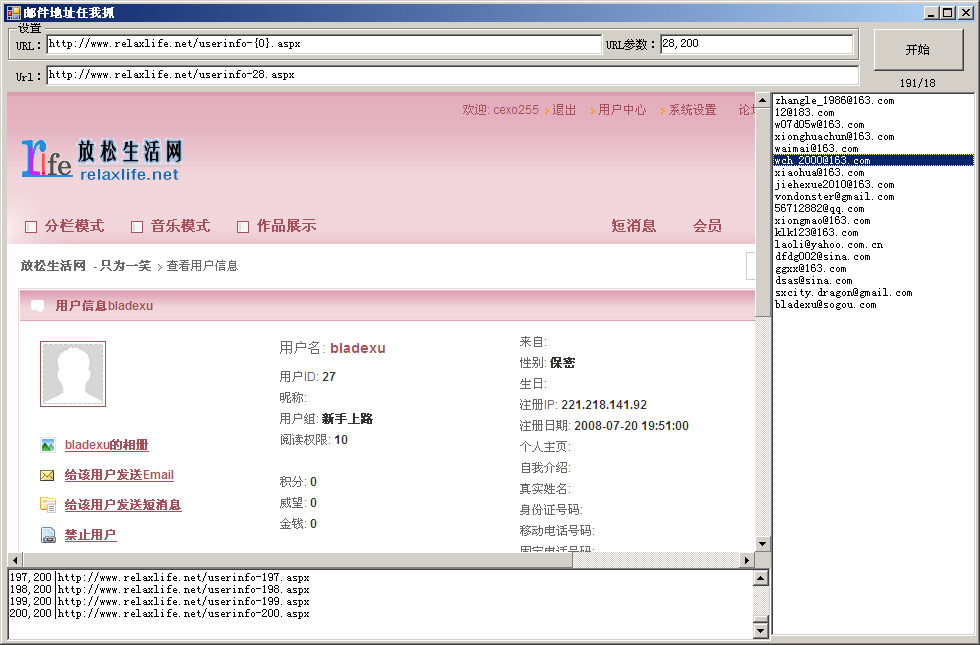 邮件地址任我抓
设置
URL: http://www.relaxlife.net/userinfo-{0}.aspx URL参数: 28,200
开始
Url: http://www.relaxlife.net/userinfo-28.aspx
191/18
欢迎: cexo255 退出 用户中心 系统设置
life 放松生活网
relaxlife.net
分栏模式 音乐模式 作品展示 短消息 会员
放松生活网 - 只为一笑 > 查看用户信息
用户信息bladexu
用户名: bladexu
用户ID: 27
昵称:
用户组: 新手上路
阅读权限: 10
积分: 0
威望: 0
金钱: 0
bladexu的相册
给该用户发送Email
给该用户发送短消息
禁止用户
来自:
性别: 保密
生日:
注册IP: 221.218.141.92
注册日期: 2008-07-20 19:51:00
个人主页:
自我介绍:
真实姓名:
身份证号码:
移动电话号码:
固定电话号码:
zhangle_1986@163.com
12@183.com
w07d05w@163.com
xionghuachun@163.com
waimai@163.com
wch_2000@163.com
xiaohua@163.com
jiehexue2010@163.com
vondonster@gmail.com
56712882@qq.com
xiongmao@163.com
klk123@163.com
laoli@yahoo.com.cn
dfdg002@sina.com
ggxx@163.com
dsas@sina.com
sxcity.dragon@gmail.com
bladexu@sogou.com
197,200|http://www.relaxlife.net/userinfo-197.aspx
198,200|http://www.relaxlife.net/userinfo-198.aspx
199,200|http://www.relaxlife.net/userinfo-199.aspx
200,200|http://www.relaxlife.net/userinfo-200.aspx